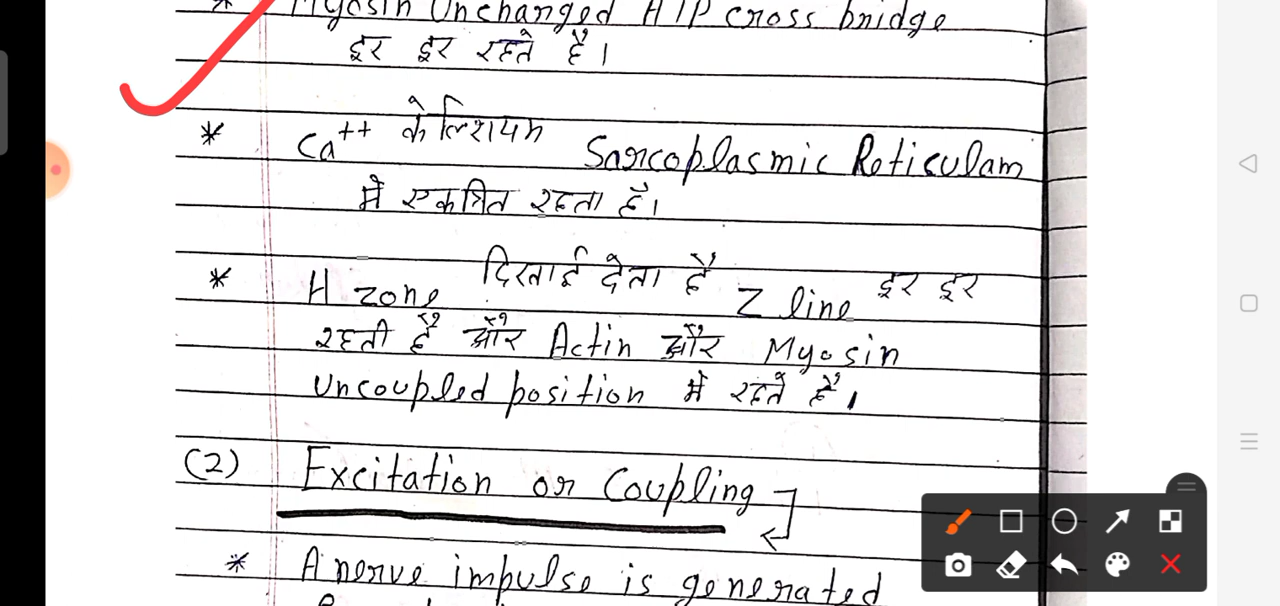 * Myosin Unchanged ATP cross bridge
दूर दूर रहते है।
* Ca++ केल्शियम Sarcoplasmic Reticulam
में एकत्रित रहता है।
* H zone दिखाई देता है Z line दूर दूर
रहती है और Actin और Myosin
Uncoupled position में रहते है।
(2) Excitation or Coupling
* A nerve impulse is generated